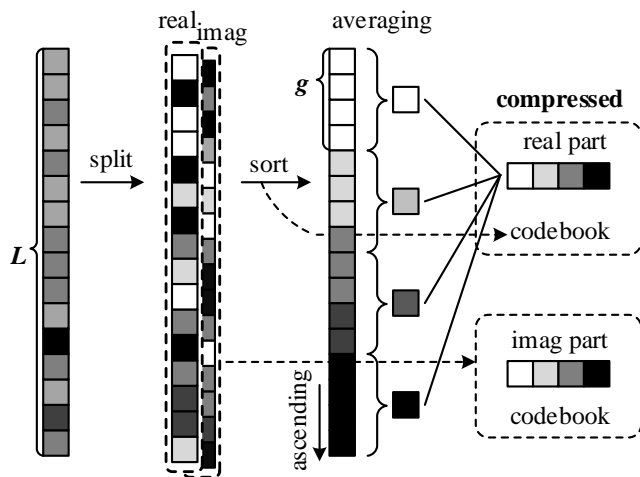 real
imag
averaging
g
compressed
real part
split
sort
codebook
L
imag part
ascending
codebook